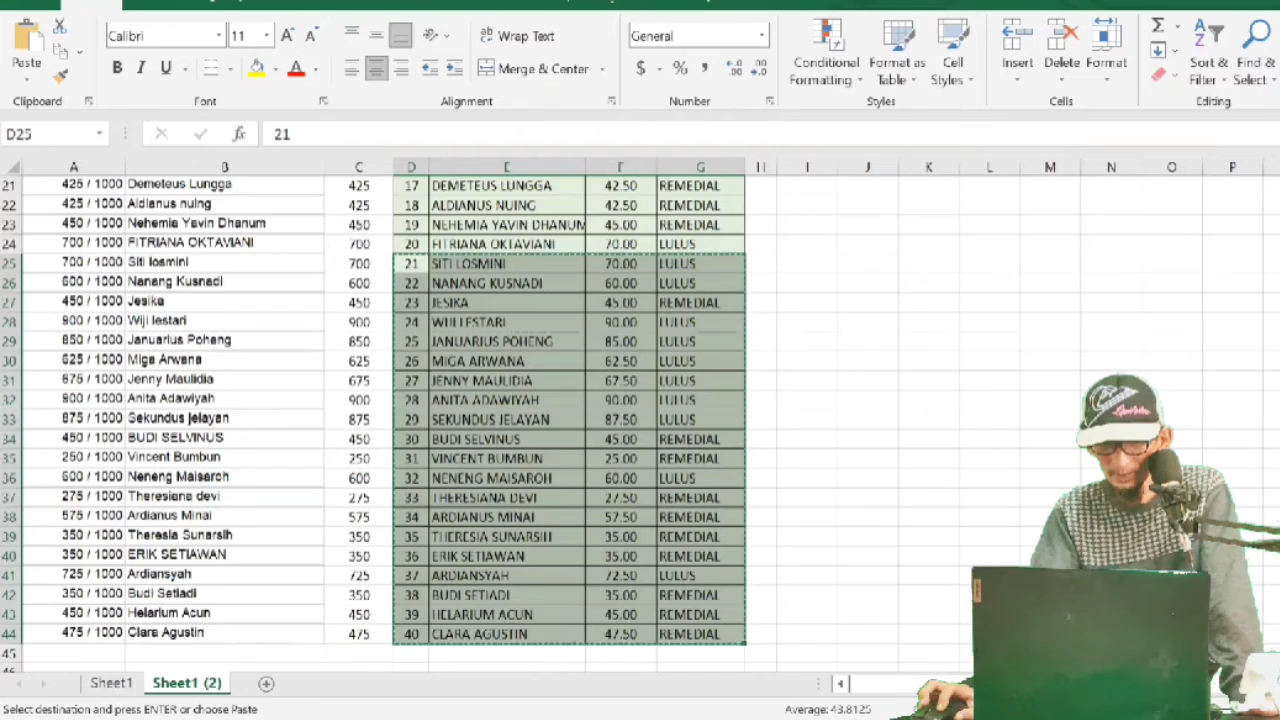 Calibri 11 Wrap Text General
Paste B I U Merge & Center $ % Conditional Formatting Format as Table Cell Styles Insert Delete Format Sort & Filter Find & Select
Clipboard Font Alignment Number Styles Cells Editing
D25 fx 21
A B C D E F G H I J K L M N O P
21 425 / 1000 Demeteus Lungga 425 17 DEMETEUS LUNGGA 42.50 REMEDIAL
22 425 / 1000 Aldianus nuing 425 18 ALDIANUS NUING 42.50 REMEDIAL
23 450 / 1000 Nehemia Yavin Dhanum 450 19 NEHEMIA YAVIN DHANUM 45.00 REMEDIAL
24 700 / 1000 FITRIANA OKTAVIANI 700 20 FITRIANA OKTAVIANI 70.00 LULUS
25 700 / 1000 Siti losmini 700 21 SITI LOSMINI 70.00 LULUS
26 600 / 1000 Nanang Kusnadi 600 22 NANANG KUSNADI 60.00 LULUS
27 450 / 1000 Jesika 450 23 JESIKA 45.00 REMEDIAL
28 900 / 1000 Wiji lestari 900 24 WIJI LESTARI 90.00 LULUS
29 850 / 1000 Januarius Poheng 850 25 JANUARIUS POHENG 85.00 LULUS
30 625 / 1000 Miga Arwana 625 26 MIGA ARWANA 62.50 LULUS
31 675 / 1000 Jenny Maulidia 675 27 JENNY MAULIDIA 67.50 LULUS
32 900 / 1000 Anita Adawiyah 900 28 ANITA ADAWIYAH 90.00 LULUS
33 875 / 1000 Sekundus jelayan 875 29 SEKUNDUS JELAYAN 87.50 LULUS
34 450 / 1000 BUDI SELVINUS 450 30 BUDI SELVINUS 45.00 REMEDIAL
35 250 / 1000 Vincent Bumbun 250 31 VINCENT BUMBUN 25.00 REMEDIAL
36 600 / 1000 Neneng Maisaroh 600 32 NENENG MAISAROH 60.00 LULUS
37 275 / 1000 Theresiana devi 275 33 THERESIANA DEVI 27.50 REMEDIAL
38 575 / 1000 Ardianus Minai 575 34 ARDIANUS MINAI 57.50 REMEDIAL
39 350 / 1000 Theresia Sunarsih 350 35 THERESIA SUNARSIH 35.00 REMEDIAL
40 350 / 1000 ERIK SETIAWAN 350 36 ERIK SETIAWAN 35.00 REMEDIAL
41 725 / 1000 Ardiansyah 725 37 ARDIANSYAH 72.50 LULUS
42 350 / 1000 Budi Setiadi 350 38 BUDI SETIADI 35.00 REMEDIAL
43 450 / 1000 Helarium Acun 450 39 HELARIUM ACUN 45.00 REMEDIAL
44 475 / 1000 Clara Agustin 475 40 CLARA AGUSTIN 47.50 REMEDIAL
45
Sheet1 Sheet1 (2)
Select destination and press ENTER or choose Paste Average: 43.8125